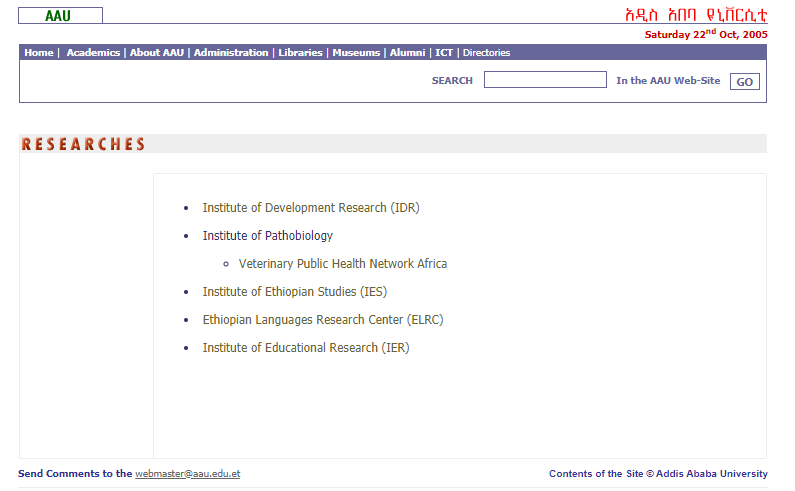 AAU
አዲስ አበባ ዩኒቨርሲቲ
Saturday 22nd Oct, 2005
Home | Academics | About AAU | Administration | Libraries | Museums | Alumni | ICT | Directories
SEARCH In the AAU Web-Site GO
RESEARCHES
• Institute of Development Research (IDR)
• Institute of Pathobiology
○ Veterinary Public Health Network Africa
• Institute of Ethiopian Studies (IES)
• Ethiopian Languages Research Center (ELRC)
• Institute of Educational Research (IER)
Send Comments to the webmaster@aau.edu.et Contents of the Site © Addis Ababa University